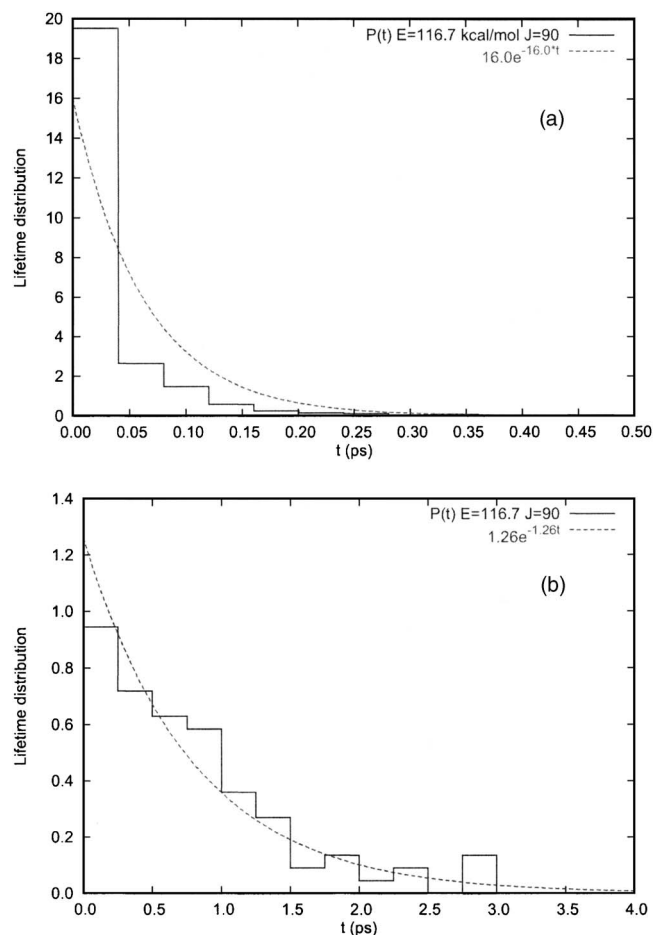 P(t) E=116.7 kcal/mol J=90
16.0e^-16.0*t
(a)
Lifetime distribution
20
18
16
14
12
10
8
6
4
2
0
0.00 0.05 0.10 0.15 0.20 0.25 0.30 0.35 0.40 0.45 0.50
t (ps)
P(t) E=116.7 J=90
1.26e^-1.26t
(b)
Lifetime distribution
1.4
1.2
1.0
0.8
0.6
0.4
0.2
0.0
0.0 0.5 1.0 1.5 2.0 2.5 3.0 3.5 4.0
t (ps)